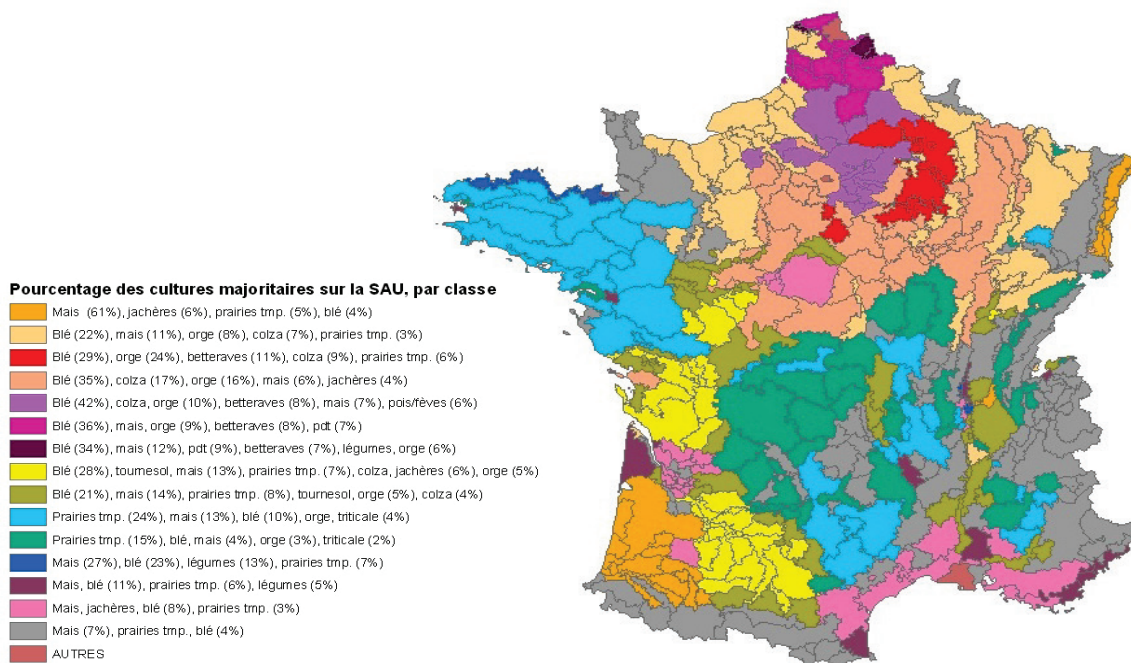 Pourcentage des cultures majoritaires sur la SAU, par classe
Mais (61%), jachères (6%), prairies tmp. (5%), blé (4%)
Blé (22%), mais (11%), orge (8%), colza (7%), prairies tmp. (3%)
Blé (29%), orge (24%), betteraves (11%), colza (9%), prairies tmp. (6%)
Blé (35%), colza (17%), orge (16%), mais (6%), jachères (4%)
Blé (42%), colza, orge (10%), betteraves (8%), mais (7%), pois/fèves (6%)
Blé (36%), mais, orge (9%), betteraves (8%), pdt (7%)
Blé (34%), mais (12%), pdt (9%), betteraves (7%), légumes, orge (6%)
Blé (28%), tournesol, mais (13%), prairies tmp. (7%), colza, jachères (6%), orge (5%)
Blé (21%), mais (14%), prairies tmp. (8%), tournesol, orge (5%), colza (4%)
Prairies tmp. (24%), mais (13%), blé (10%), orge, triticale (4%)
Prairies tmp. (15%), blé, mais (4%), orge (3%), triticale (2%)
Mais (27%), blé (23%), légumes (13%), prairies tmp. (7%)
Mais, blé (11%), prairies tmp. (6%), légumes (5%)
Mais, jachères, blé (8%), prairies tmp. (3%)
Mais (7%), prairies tmp., blé (4%)
AUTRES